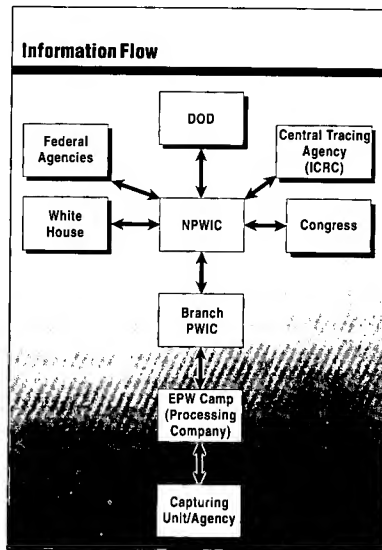 Information Flow
DOD
Federal
Agencies
Central Tracing
Agency
(ICRC)
White
House
NPWIC
Congress
Branch
PWIC
EPW Camp
(Processing
Company)
Capturing
Unit/Agency